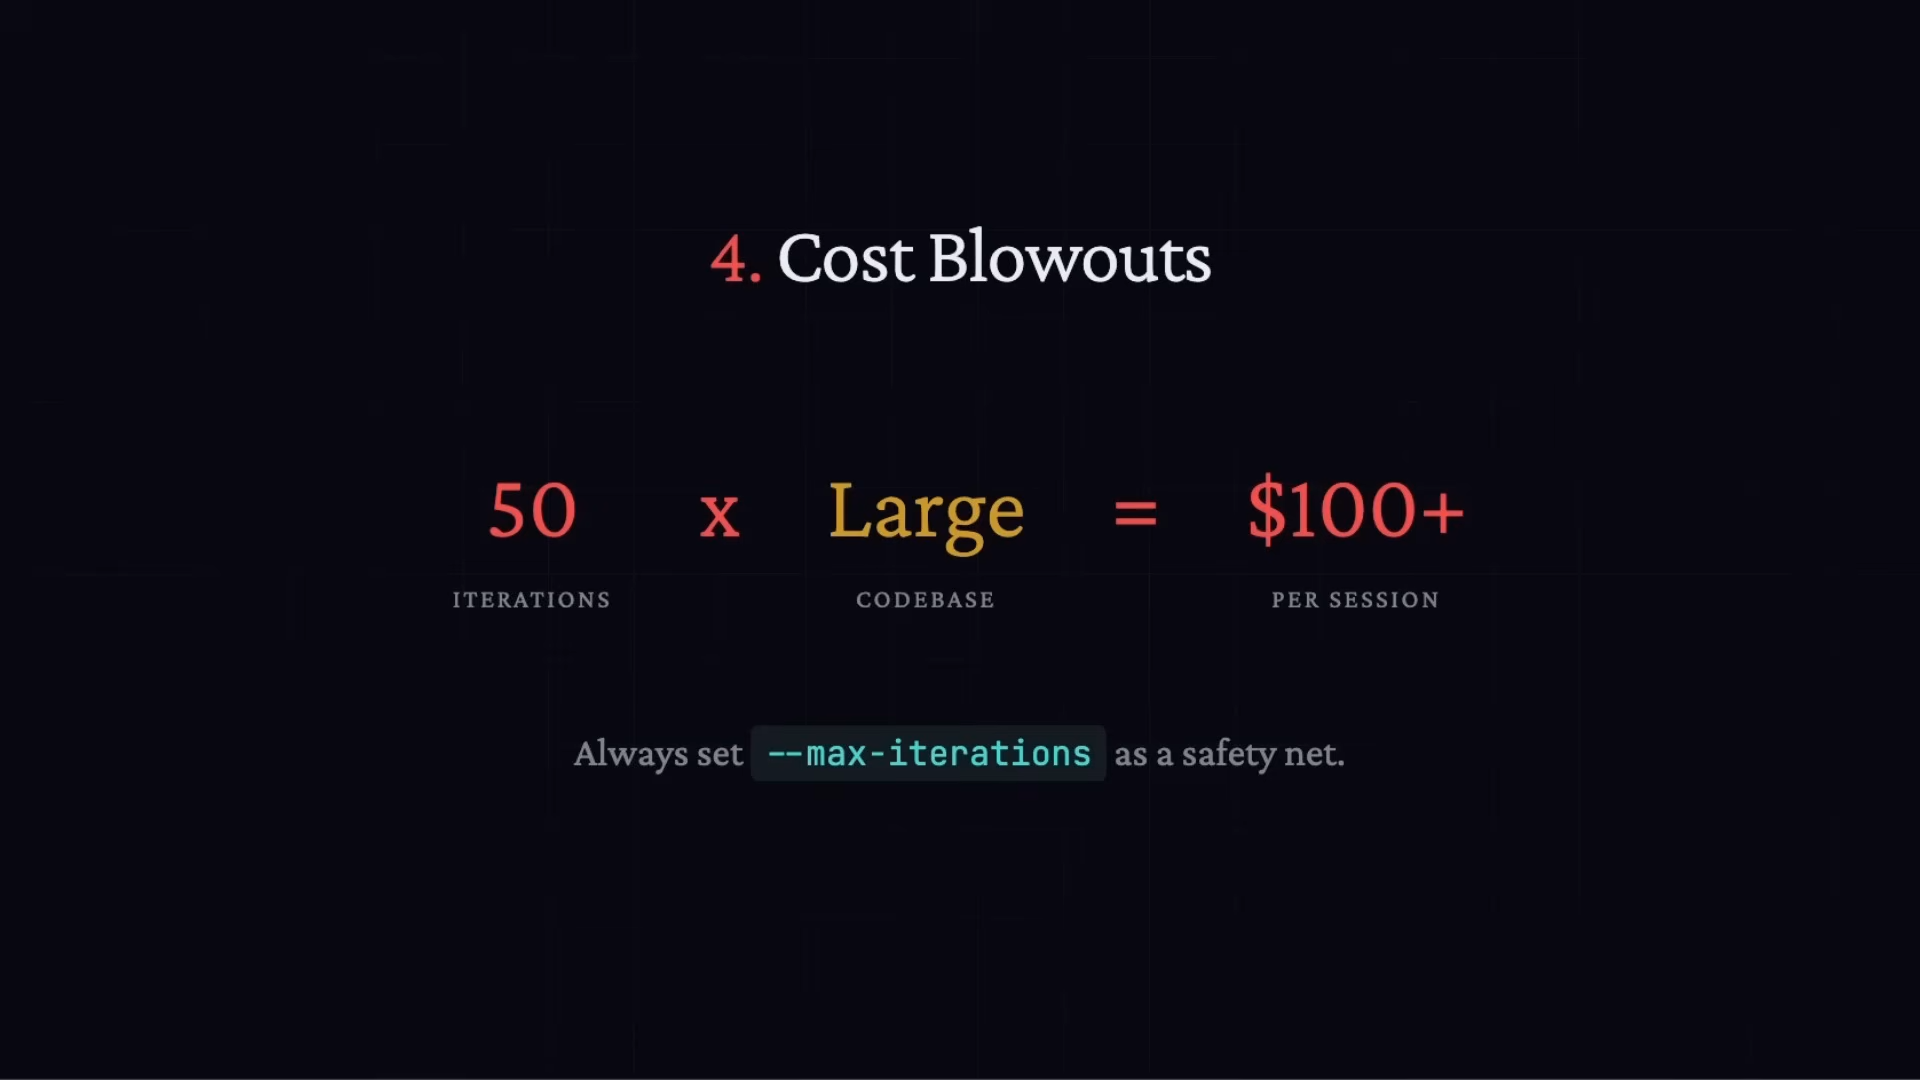 4. Cost Blowouts
50 x Large = $100+
ITERATIONS CODEBASE PER SESSION
Always set --max-iterations as a safety net.